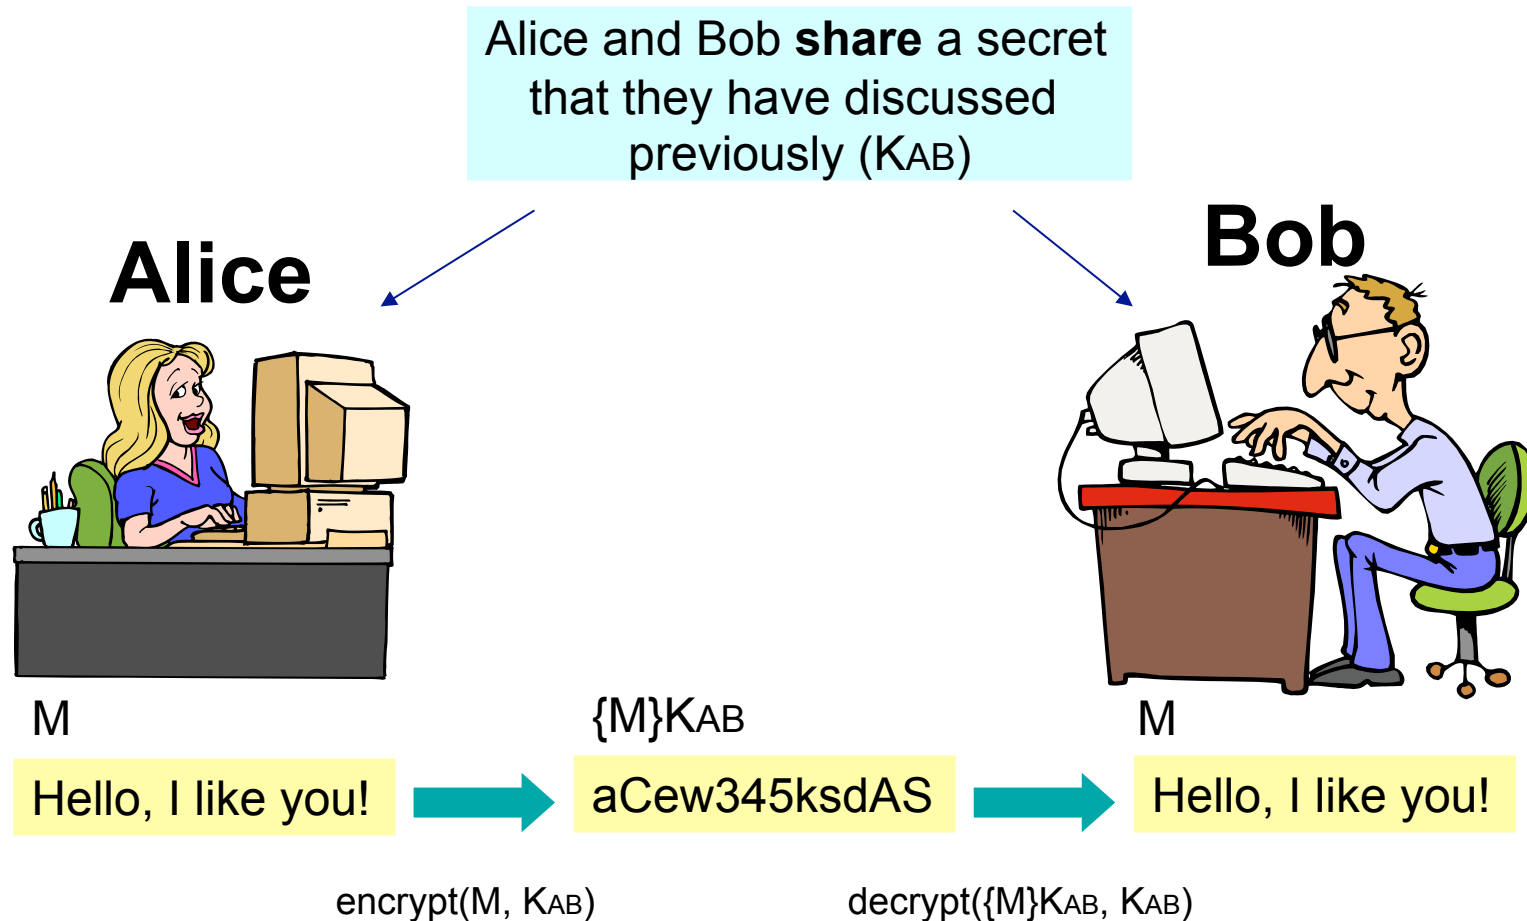 Alice and Bob share a secret
that they have discussed
previously (KAB)
Alice
Bob
M
{M}KAB
M
Hello, I like you!
aCew345ksdAS
Hello, I like you!
encrypt(M, KAB)
decrypt({M}KAB, KAB)